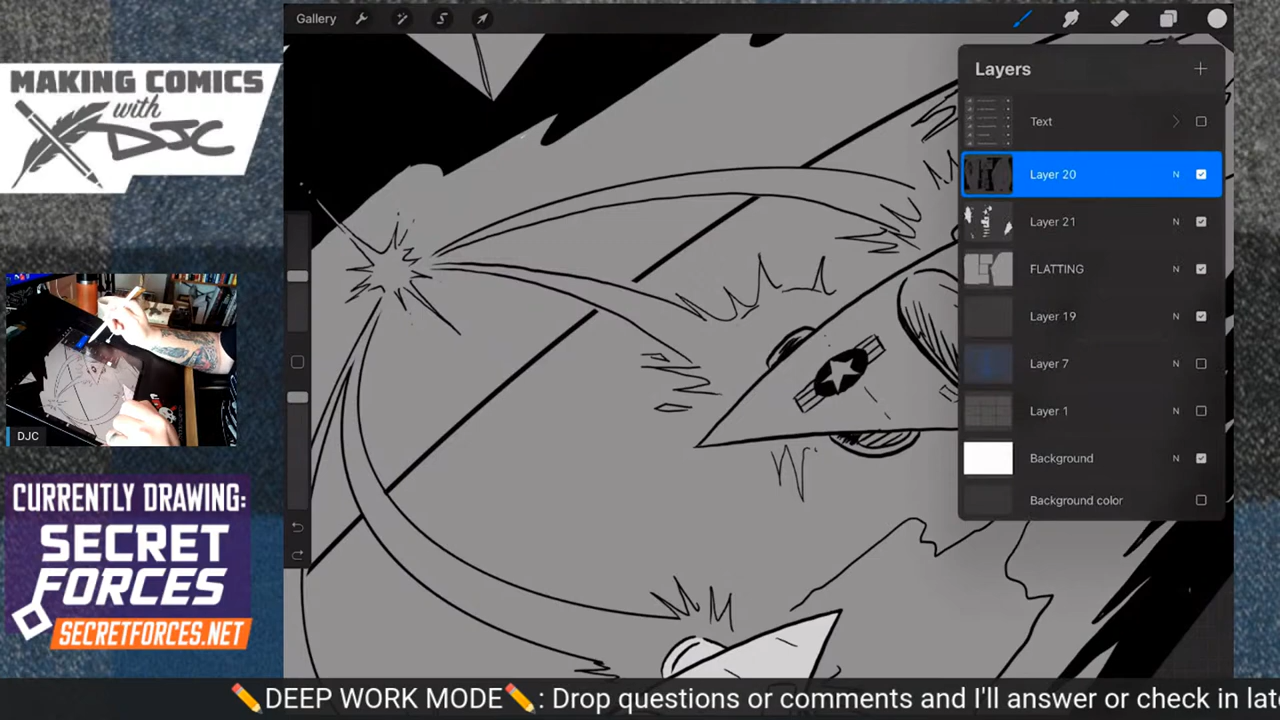 MAKING COMICS
with
DJC
DJC
CURRENTLY DRAWING:
SECRET
FORCES
SECRETFORCES.NET
Gallery
Layers
Text
Layer 20 N
Layer 21 N
FLATTING N
Layer 19 N
Layer 7 N
Layer 1 N
Background N
Background color
✏️DEEP WORK MODE✏️: Drop questions or comments and I'll answer or check in late